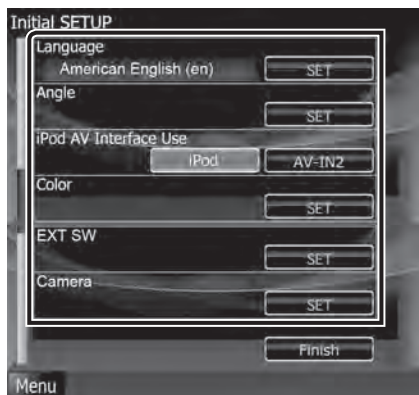 Initial SETUP
Language
American English (en) SET
Angle
SET
iPod AV Interface Use
iPod AV-IN2
Color
SET
EXT SW
SET
Camera
SET
Finish
Menu